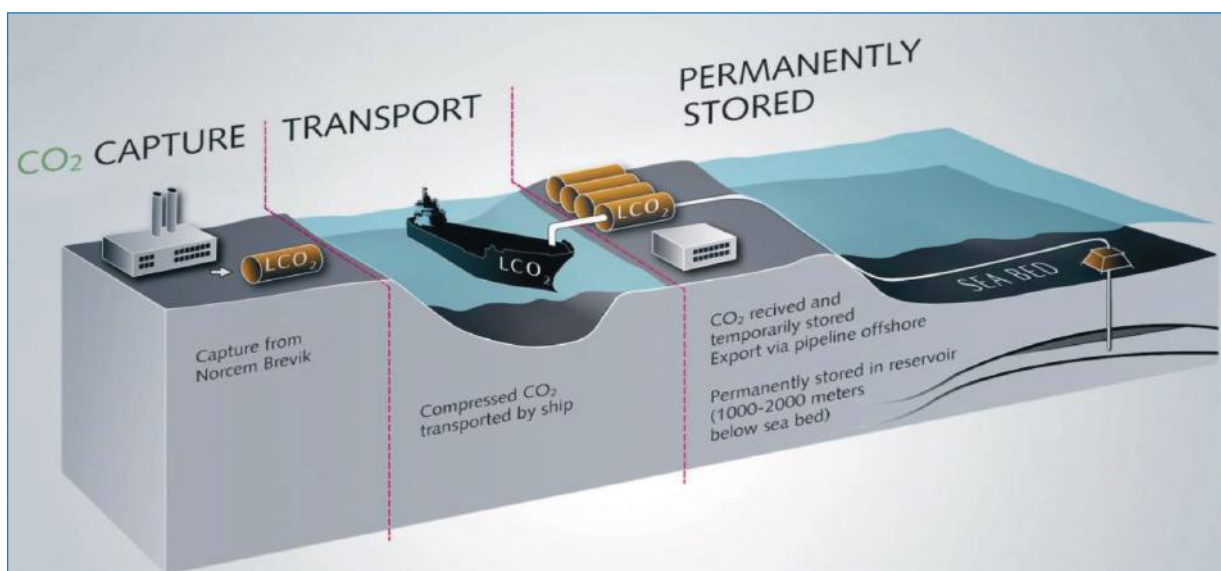 CO₂ CAPTURE
TRANSPORT
PERMANENTLY
STORED
LCO₂
LCO₂
LCO₂
SEA BED
Capture from
Norcem Brevik
Compressed CO₂
transported by ship
CO₂ recived and
temporarily stored
Export via pipeline offshore
Permanently stored in reservoir
(1000-2000 meters
below sea bed)